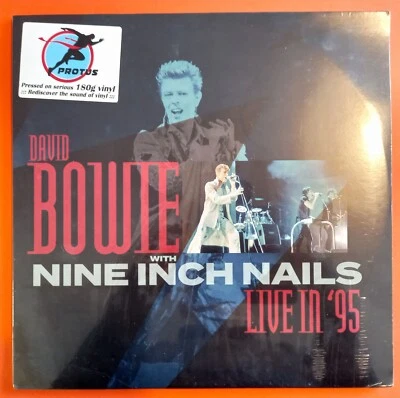 PROTUS
Pressed on serious 180g vinyl
::: Rediscover the sound of vinyl :::
DAVID
BOWIE
WITH
NINE INCH NAILS
LIVE IN '95